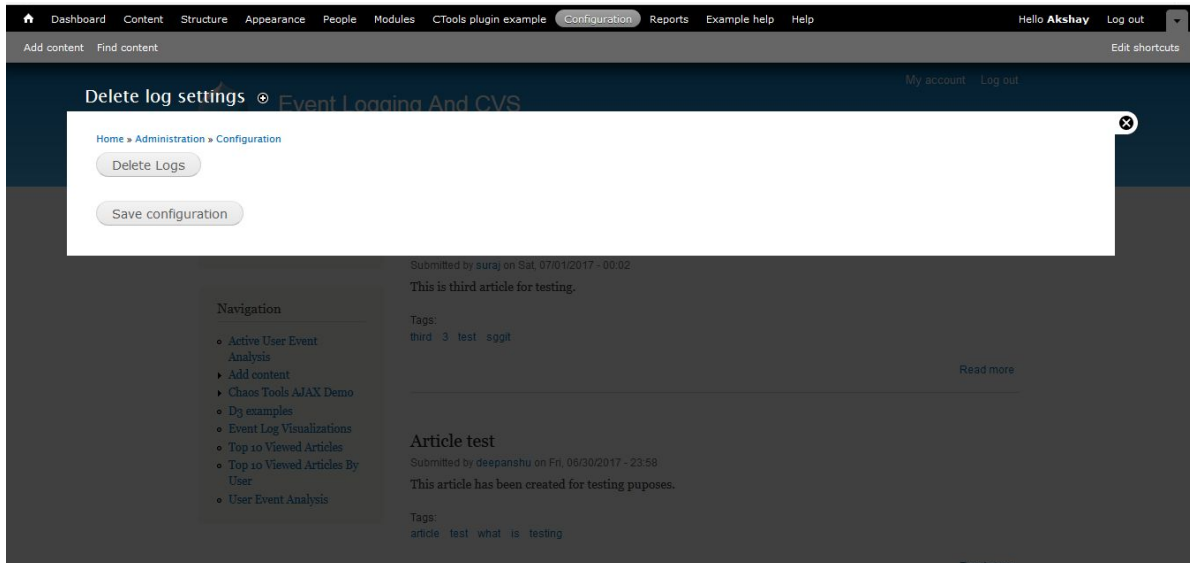 Dashboard Content Structure Appearance People Modules CTools plugin example Configuration Reports Example help Help Hello Akshay Log out
Add content Find content Edit shortcuts
My account Log out
Delete log settings
Event Logging And CVS
Home » Administration » Configuration
Delete Logs
Save configuration
Submitted by suraj on Sat, 07/01/2017 - 00:02
This is third article for testing.
Tags:
third 3 test sggit
Read more
Navigation
Active User Event
Analysis
Add content
Chaos Tools AJAX Demo
D3 examples
Event Log Visualizations
Top 10 Viewed Articles
Top 10 Viewed Articles By
User
User Event Analysis
Article test
Submitted by deepanshu on Fri, 06/30/2017 - 23:58
This article has been created for testing puposes.
Tags:
article test what is testing